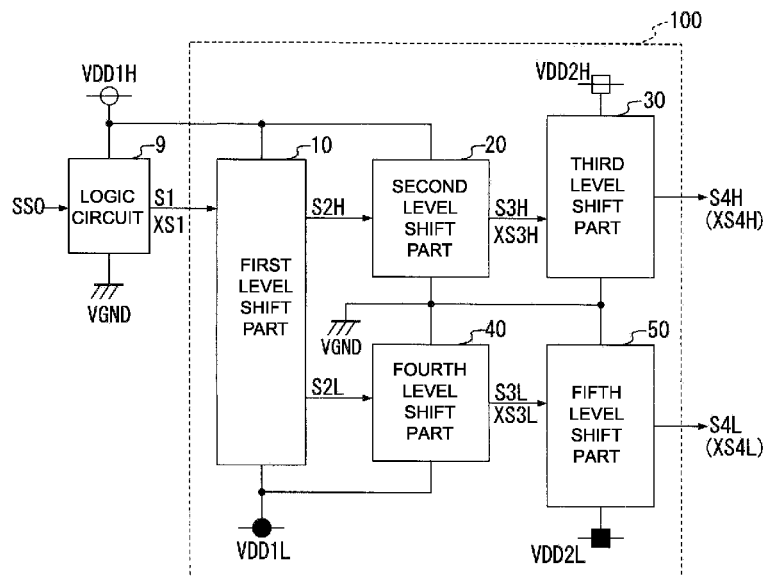 100
VDD1H
VDD2H
9
10
20
30
LOGIC
CIRCUIT
SS0
S1
XS1
FIRST
LEVEL
SHIFT
PART
S2H
SECOND
LEVEL
SHIFT
PART
S3H
XS3H
THIRD
LEVEL
SHIFT
PART
S4H
(XS4H)
VGND
VGND
40
50
S2L
FOURTH
LEVEL
SHIFT
PART
S3L
XS3L
FIFTH
LEVEL
SHIFT
PART
S4L
(XS4L)
VDD1L
VDD2L